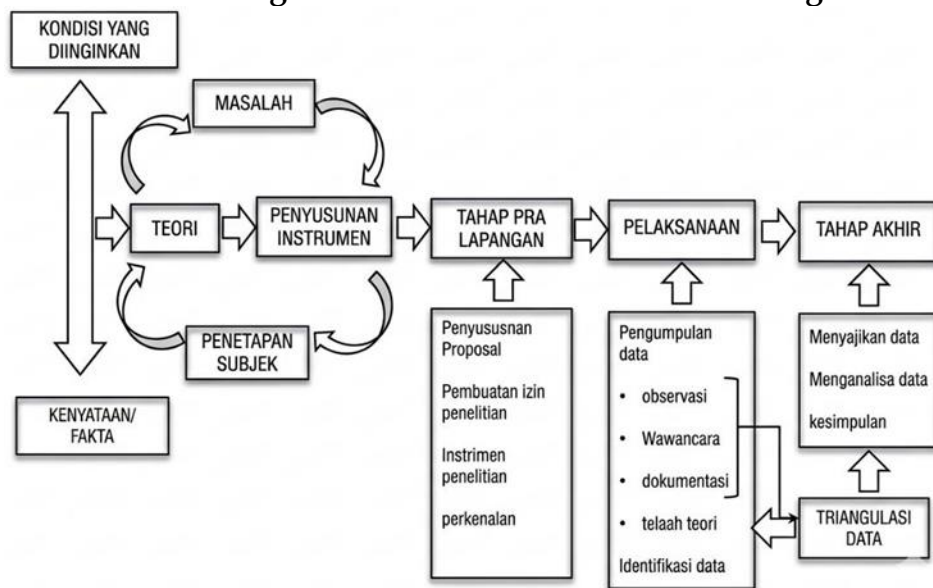 KONDISI YANG
DIINGINKAN
MASALAH
TEORI
PENYUSUNAN
INSTRUMEN
PENETAPAN
SUBJEK
KENYATAAN/
FAKTA
TAHAP PRA
LAPANGAN
PELAKSANAAN
TAHAP AKHIR
Penyususnan
Proposal
Pembuatan izin
penelitian
Instrimen
penelitian
perkenalan
Pengumpulan
data
• observasi
• Wawancara
• dokumentasi
• telaah teori
Identifikasi data
Menyajikan data
Menganalisa data
kesimpulan
TRIANGULASI
DATA